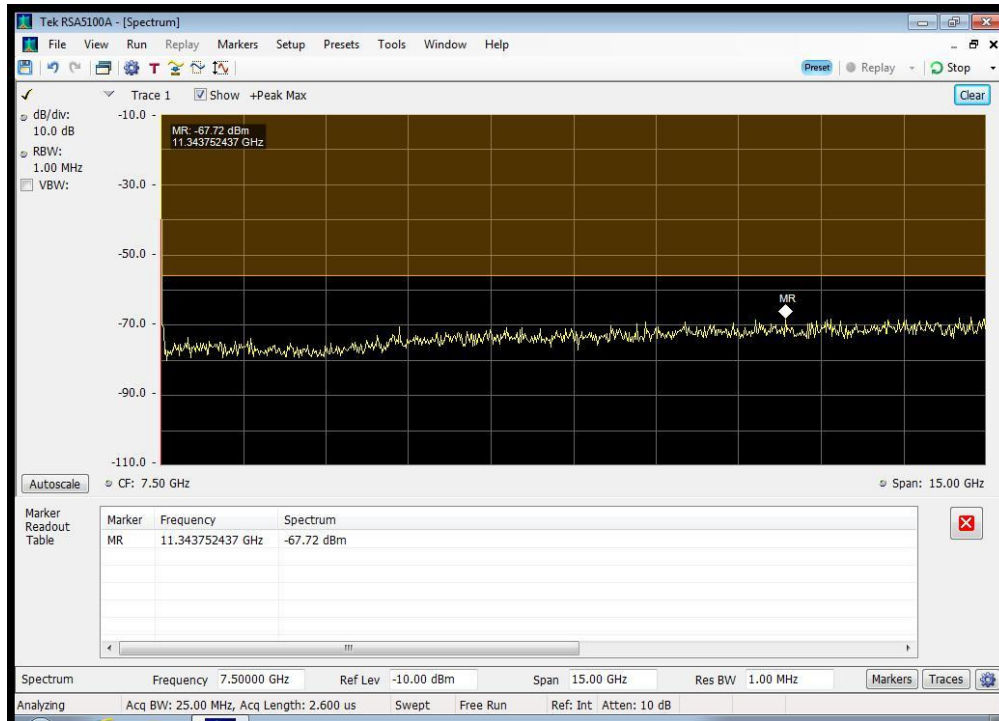 Tek RSA5100A - [Spectrum]
File View Run Replay Markers Setup Presets Tools Window Help
T Preset Replay Stop
Trace 1 Show +Peak Max Clear
dB/div:
10.0 dB
RBW:
1.00 MHz
VBW:
-10.0
-30.0
-50.0
-70.0
-90.0
-110.0
MR: -67.72 dBm
11.343752437 GHz
MR
Autoscale CF: 7.50 GHz Span: 15.00 GHz
Marker
Readout
Table
Marker Frequency Spectrum
MR 11.343752437 GHz -67.72 dBm
Spectrum Frequency 7.50000 GHz Ref Lev -10.00 dBm Span 15.00 GHz Res BW 1.00 MHz Markers Traces
Analyzing Acq BW: 25.00 MHz, Acq Length: 2.600 us Swept Free Run Ref: Int Atten: 10 dB